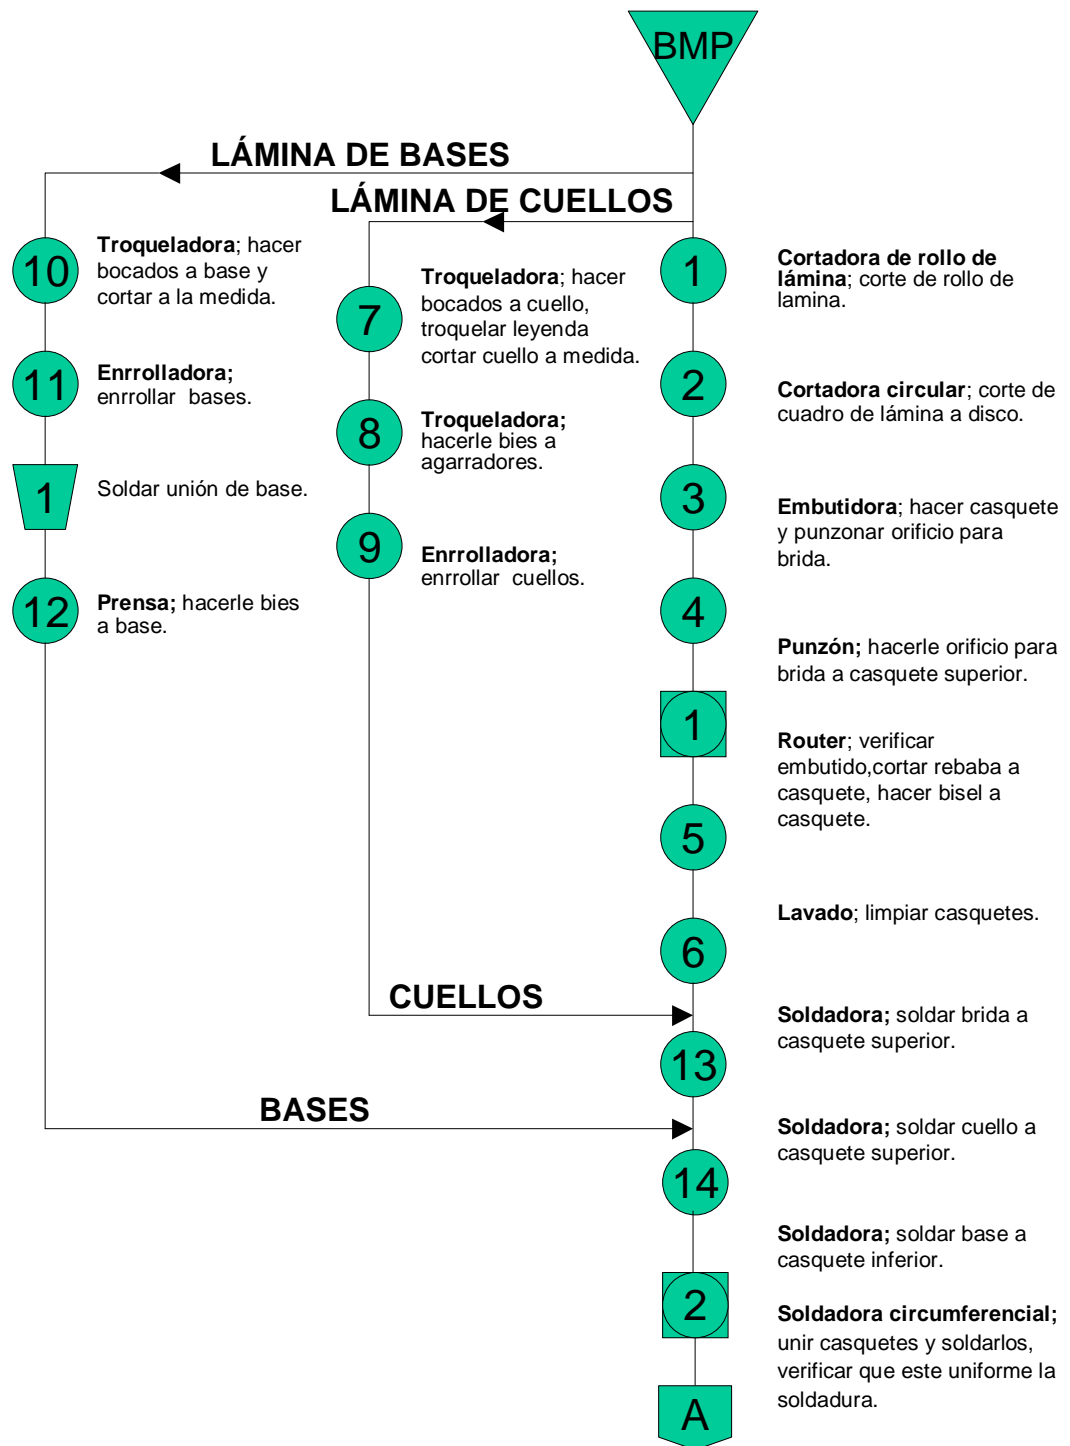 BMP
LÁMINA DE BASES
LÁMINA DE CUELLOS
10
Troqueladora; hacer
bocados a base y
cortar a la medida.
11
Enrrolladora;
enrrollar bases.
1
Soldar unión de base.
12
Prensa; hacerle bies
a base.
7
Troqueladora; hacer
bocados a cuello,
troquelar leyenda
cortar cuello a medida.
8
Troqueladora;
hacerle bies a
agarradores.
9
Enrrolladora;
enrrollar cuellos.
1
Cortadora de rollo de
lámina; corte de rollo de
lamina.
2
Cortadora circular; corte de
cuadro de lámina a disco.
3
Embutidora; hacer casquete
y punzonar orificio para
brida.
4
Punzón; hacerle orificio para
brida a casquete superior.
1
Router; verificar
embutido,cortar rebaba a
casquete, hacer bisel a
casquete.
5
Lavado; limpiar casquetes.
6
CUELLOS
Soldadora; soldar brida a
casquete superior.
13
BASES
Soldadora; soldar cuello a
casquete superior.
14
Soldadora; soldar base a
casquete inferior.
2
Soldadora circumferencial;
unir casquetes y soldarlos,
verificar que este uniforme la
soldadura.
A